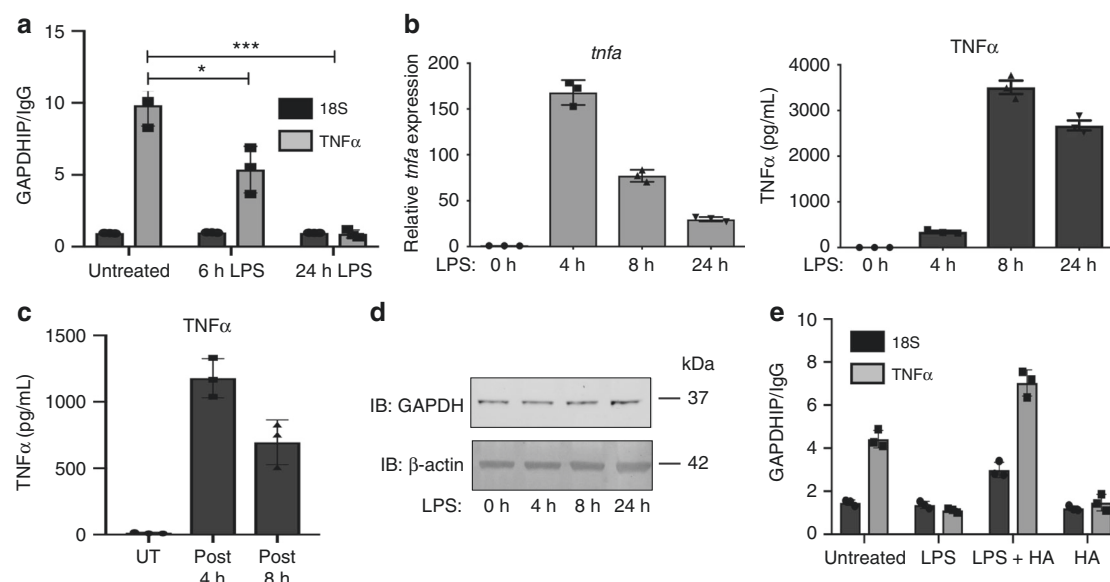 a
15
10
5
0
GAPDHIP/IgG
***
*
18S
TNFα
Untreated
6 h LPS
24 h LPS
b
tnfa
200
150
100
50
0
Relative tnfa expression
LPS: 0 h 4 h 8 h 24 h
TNFα
4000
3000
2000
1000
0
TNFα (pg/mL)
LPS: 0 h 4 h 8 h 24 h
c
TNFα
1500
1000
500
0
TNFα (pg/mL)
UT
Post
4 h
Post
8 h
d
kDa
IB: GAPDH
37
IB: β-actin
42
LPS: 0 h 4 h 8 h 24 h
e
10
8
6
4
2
0
GAPDHIP/IgG
18S
TNFα
Untreated
LPS
LPS + HA
HA